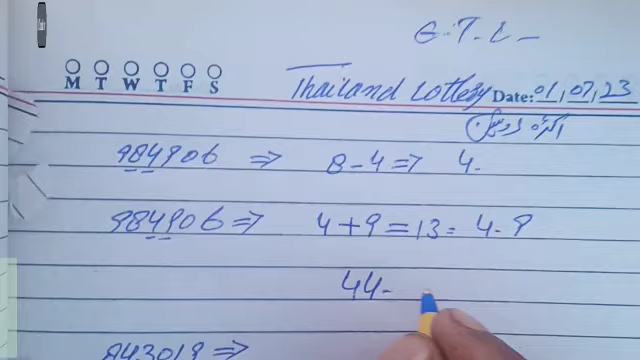 G.T.L -
M T W T F S
Thailand Lottery Date: 01,07,23
984906 ⇒ 8-4 ⇒ 4.
984906 ⇒ 4+9=13= 4.9
44-
843019 ⇒